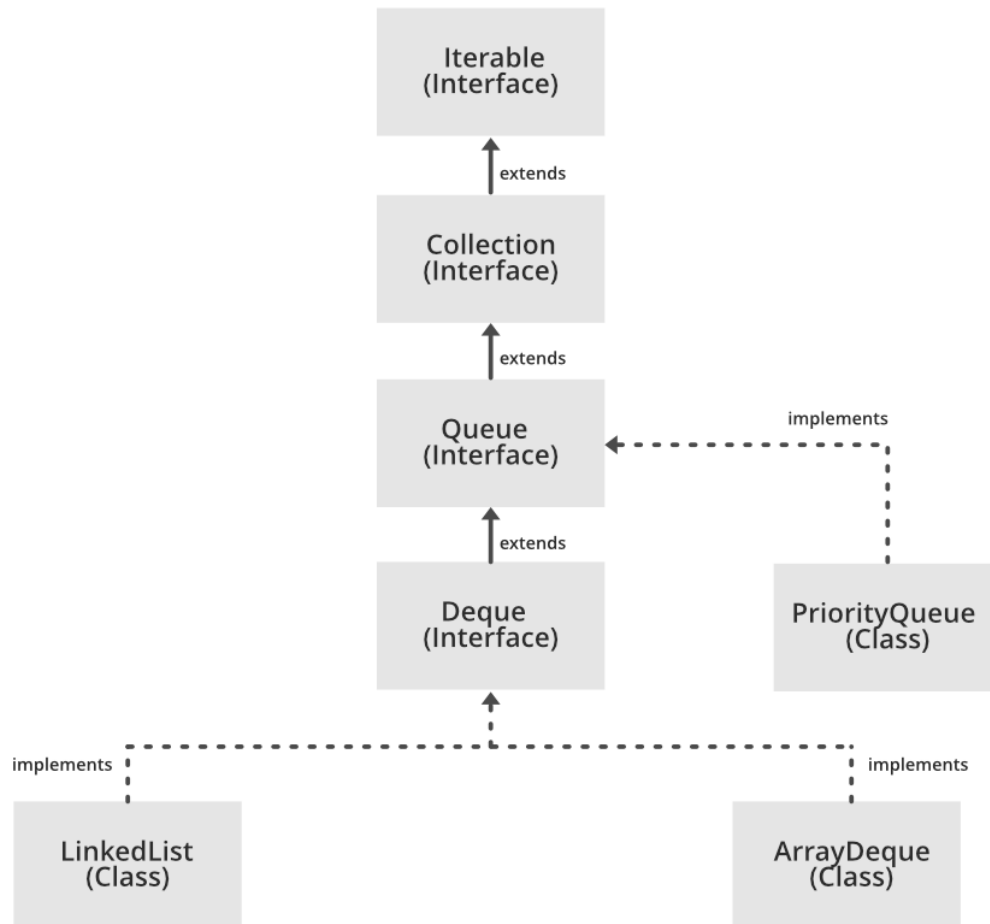 Iterable
(Interface)
extends
Collection
(Interface)
extends
Queue
(Interface)
implements
extends
Deque
(Interface)
PriorityQueue
(Class)
implements
implements
LinkedList
(Class)
ArrayDeque
(Class)